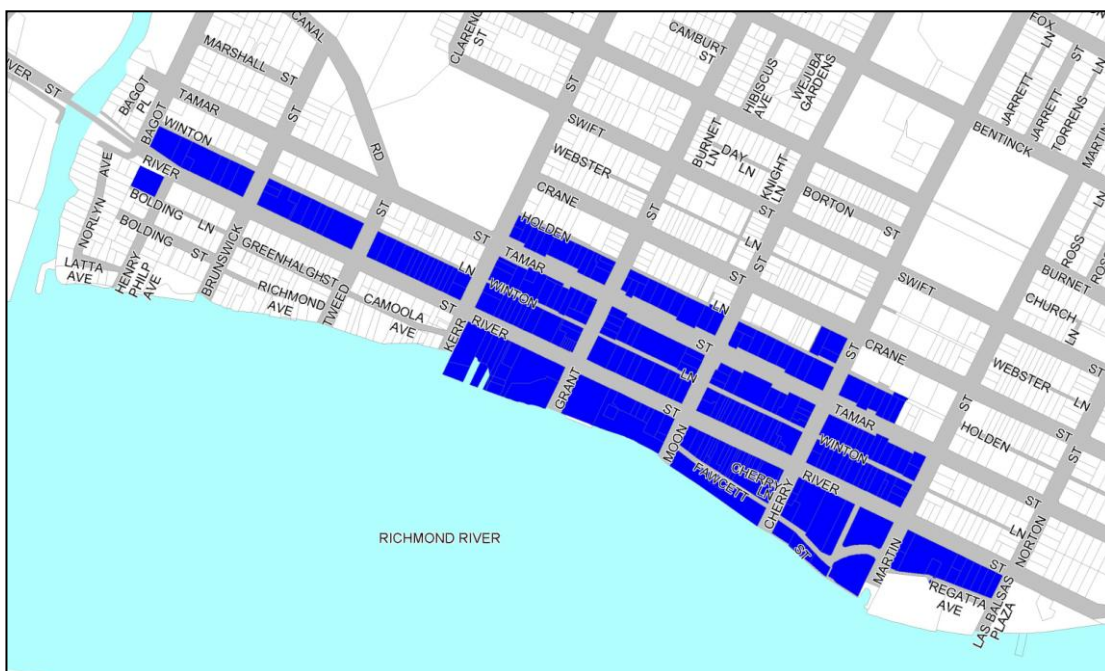 CANAL
RD
MARSHALL
ST
CLARENC
ST
CAMBURT
ST
HIBISCUS
AVE
WEJUBA
GARDENS
FOX
LN
JARRETT
ST
JARRETT
LN
TORRENS
MARTIN
BENTINCK
IVER
ST
BAGOT
PL
TAMAR
BAGOT
WINTON
RIVER
ST
SWIFT
BURNET
LN
DAY
LN
KNIGHT
LN
BORTON
ST
WEBSTER
ST
LN
NORLYN
AVE
BOLDING
LN
BOLDING
ST
LATTA
AVE
HENRY
PHILP
AVE
BRUNSWICK
GREENHALGH
ST
RICHMOND
AVE
TWEED
ST
CAMOOLA
AVE
CRANE
ST
HOLDEN
LN
TAMAR
ST
WINTON
LN
RIVER
ST
KERR
ST
GRANT
ST
MOON
ST
SWIFT
ST
ROSS
LN
ROSS
BURNET
CHURCH
LN
CRANE
ST
WEBSTER
LN
HOLDEN
LN
TAMAR
ST
WINTON
LN
RIVER
ST
CHERRY
LN
FAWCETT
ST
CHERRY
ST
MARTIN
ST
NORTON
ST
REGATTA
AVE
LAS BALSAS
PLAZA
RICHMOND RIVER